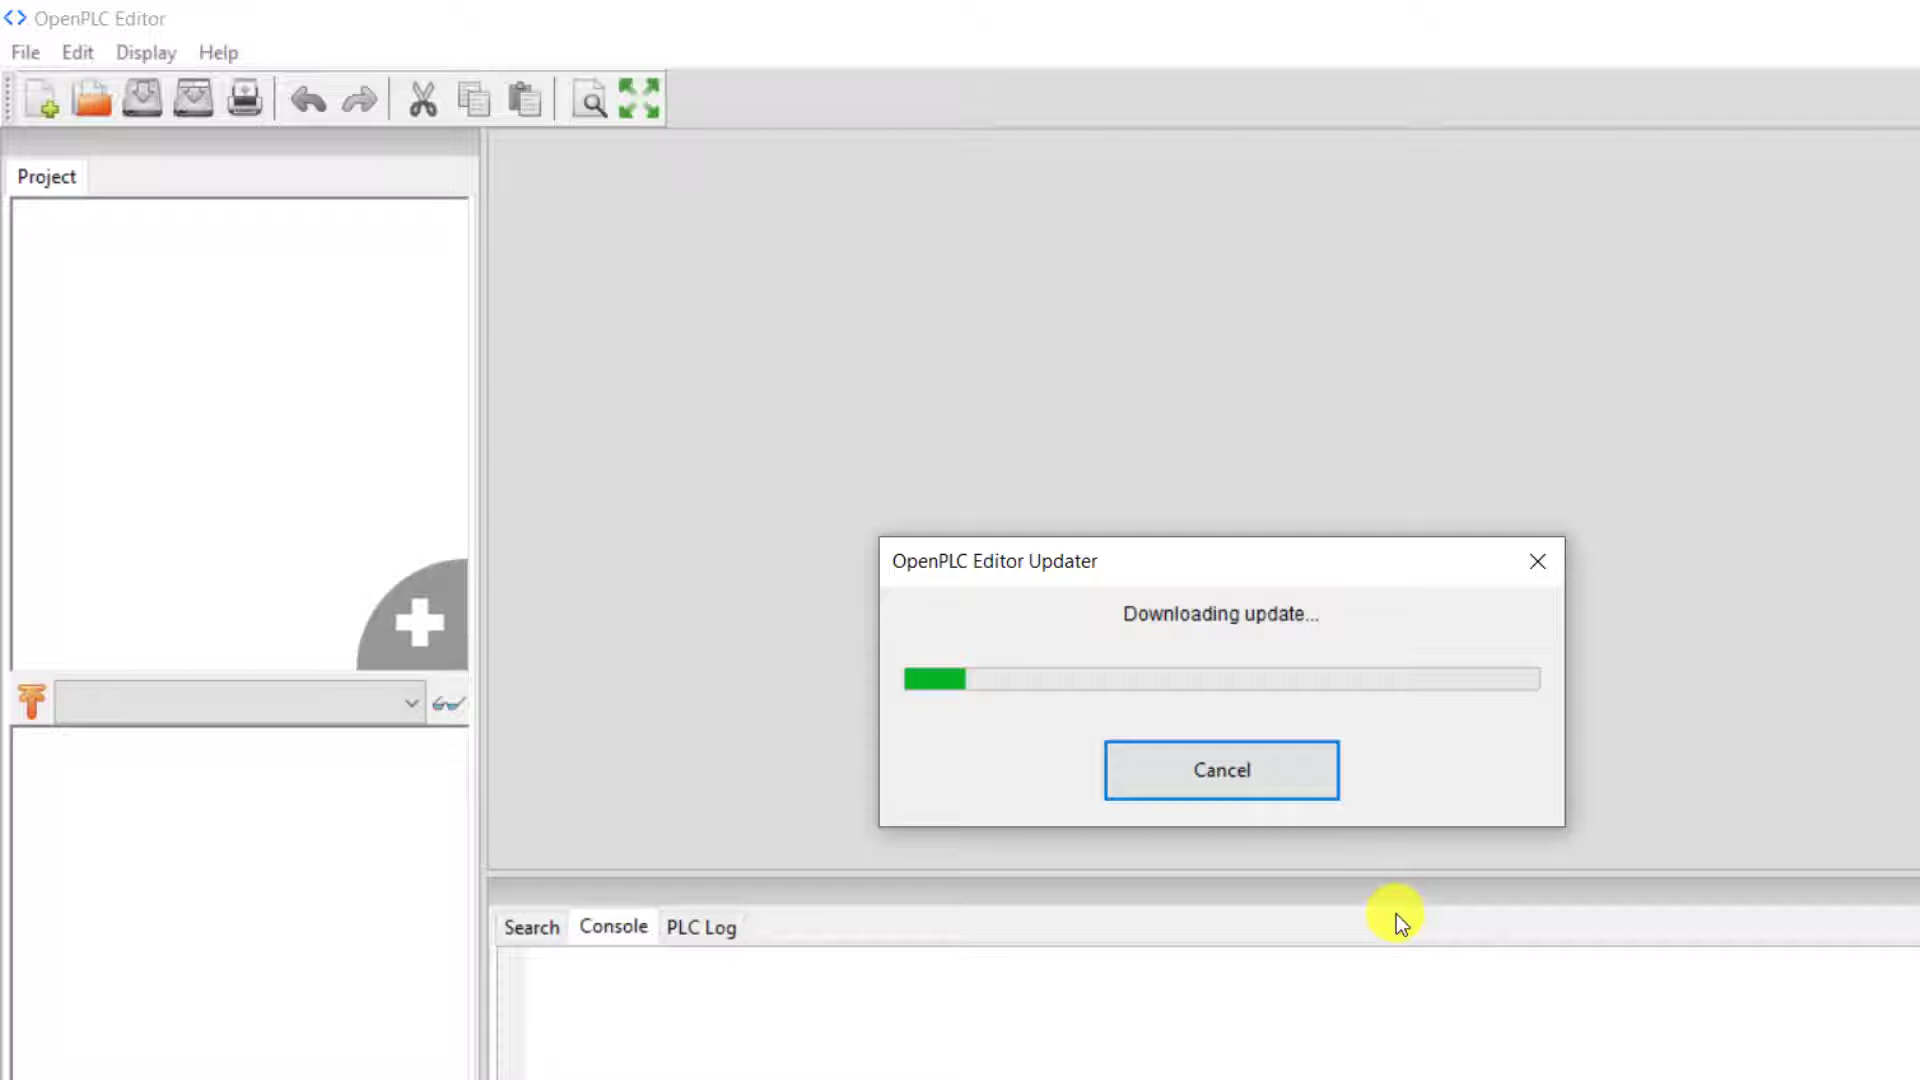 OpenPLC Editor
File Edit Display Help
Project
OpenPLC Editor Updater
Downloading update...
Cancel
Search Console PLC Log